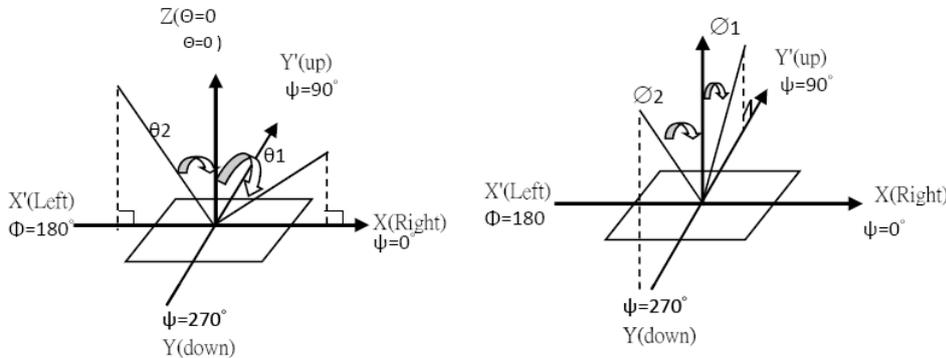 Z(Θ=0
Θ=0 )
Y'(up)
ψ=90°
θ2
θ1
X'(Left)
Φ=180°
X(Right)
ψ=0°
ψ=270°
Y(down)
∅1
Y'(up)
ψ=90°
∅2
X'(Left)
Φ=180
X(Right)
ψ=0°
ψ=270°
Y(down)